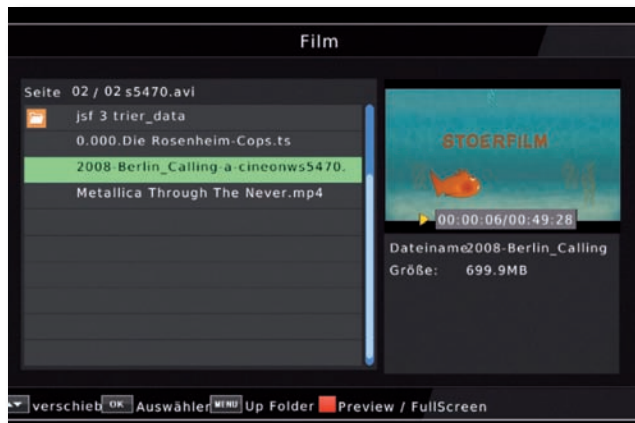 Film
Seite 02 / 02 s5470.avi
jsf 3 trier_data
0.000.Die Rosenheim-Cops.ts
2008-Berlin_Calling-a-cineonws5470.
Metallica Through The Never.mp4
STOERFILM
00:00:06/00:49:28
Dateiname2008-Berlin_Calling
Größe: 699.9MB
verschieb OK Auswähler MENU Up Folder Preview / FullScreen